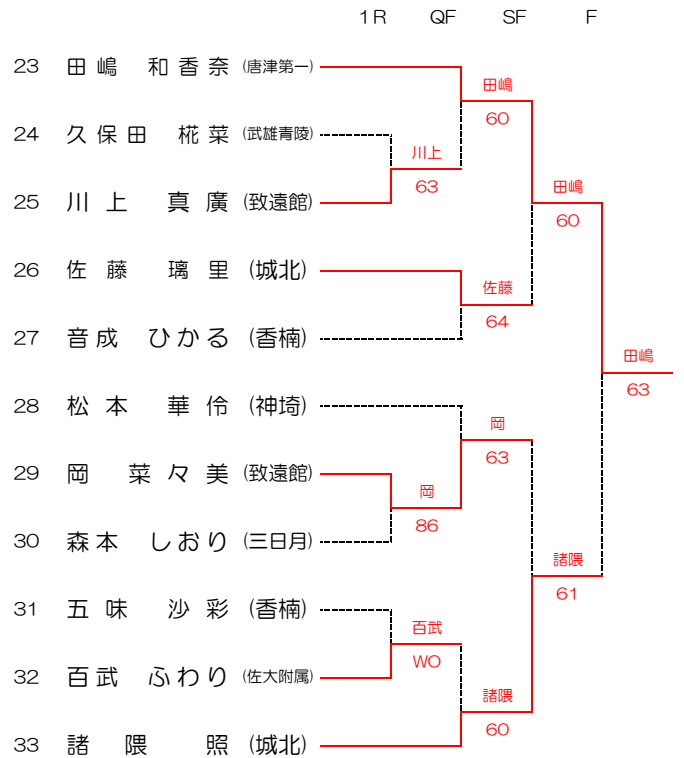 1R QF SF F
23 田嶋 和香奈 (唐津第一)
田嶋
60
24 久保田 椛菜 (武雄青陵)
川上
63
25 川上 真廣 (致遠館)
田嶋
60
26 佐藤 璃里 (城北)
佐藤
64
27 音成 ひかる (香楠)
田嶋
63
28 松本 華伶 (神埼)
岡
63
29 岡 菜々美 (致遠館)
岡
86
30 森本 しおり (三日月)
諸隈
61
31 五味 沙彩 (香楠)
百武
WO
32 百武 ふわり (佐大附属)
諸隈
60
33 諸隈 照 (城北)